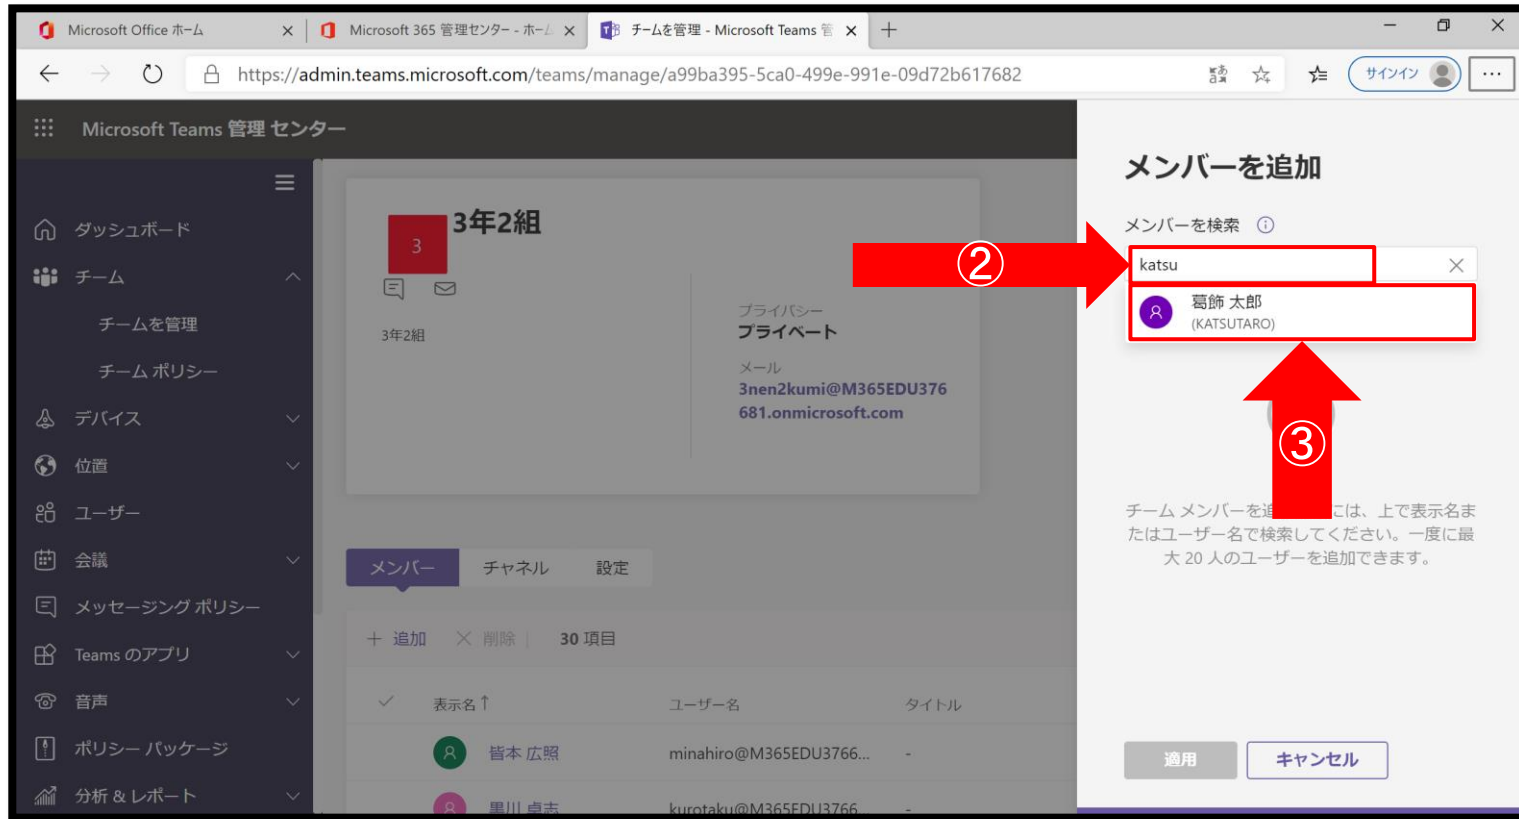 Microsoft Office ホーム
Microsoft 365 管理センター - ホーム
チームを管理 - Microsoft Teams 管
https://admin.teams.microsoft.com/teams/manage/a99ba395-5ca0-499e-991e-09d72b617682
サインイン
Microsoft Teams 管理 センター
ダッシュボード
チーム
チームを管理
チーム ポリシー
デバイス
位置
ユーザー
会議
メッセージング ポリシー
Teams のアプリ
音声
ポリシー パッケージ
分析 & レポート
3
3年2組
3年2組
プライバシー
プライベート
メール
3nen2kumi@M365EDU376
681.onmicrosoft.com
メンバー
チャネル
設定
追加
削除
30 項目
表示名↑
ユーザー名
タイトル
皆本 広照
minahiro@M365EDU3766...
-
黒川 卓志
kurotaku@M365EDU3766
-
メンバーを追加
メンバーを検索
②
katsu
葛飾 太郎
(KATSUTARO)
③
チーム メンバーを追 には、上で表示名ま
たはユーザー名で検索してください。一度に最
大 20 人のユーザーを追加できます。
適用
キャンセル